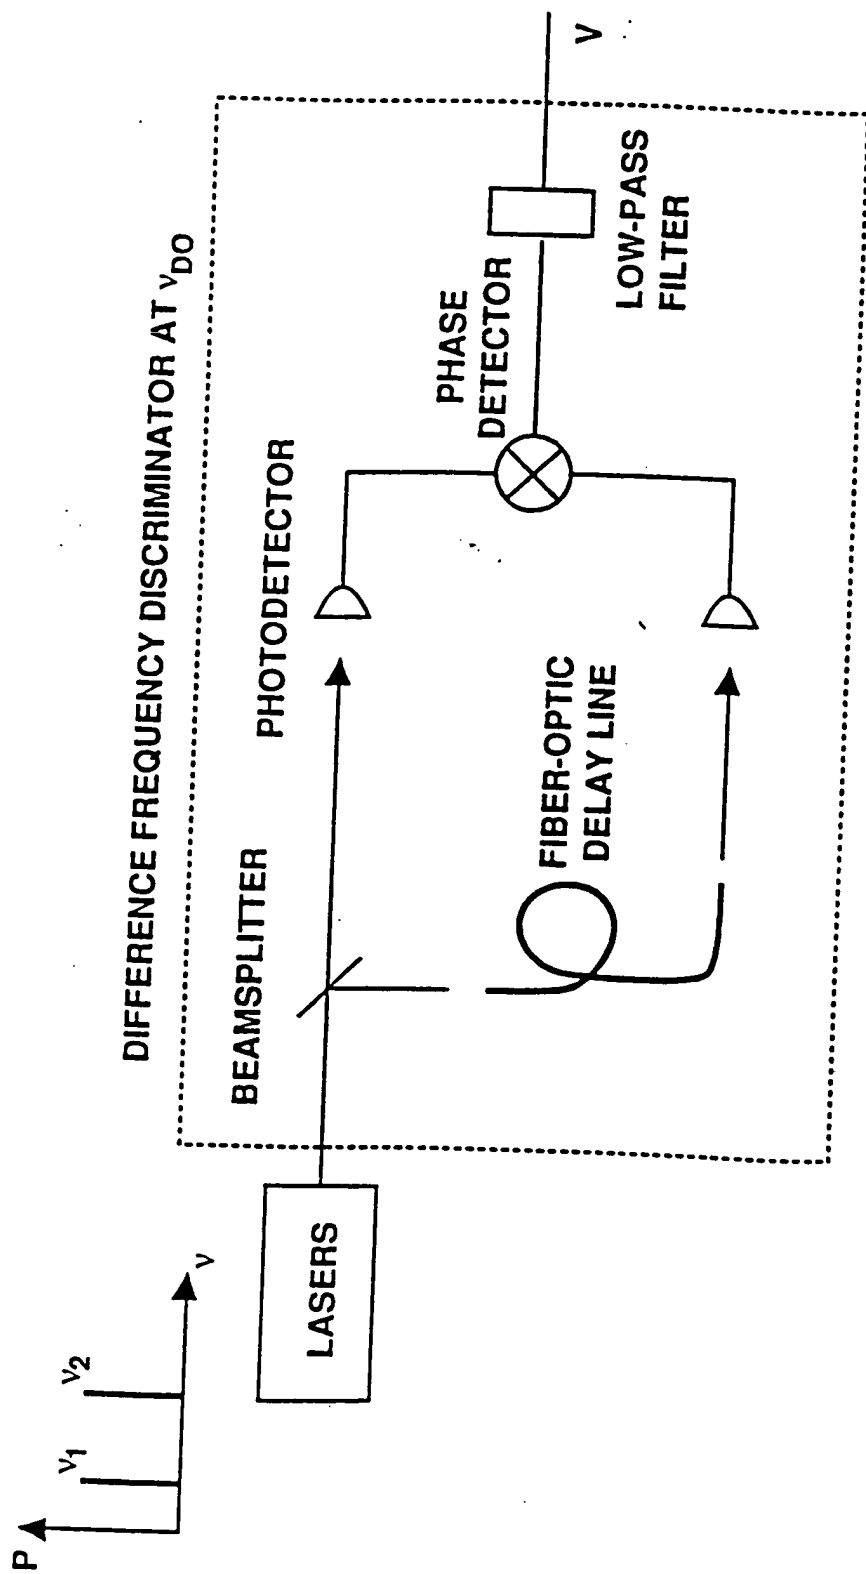 P
ν1
ν2
ν
LASERS
DIFFERENCE FREQUENCY DISCRIMINATOR AT νDO
BEAMSPLITTER
PHOTODETECTOR
FIBER-OPTIC
DELAY LINE
PHASE
DETECTOR
LOW-PASS
FILTER
V